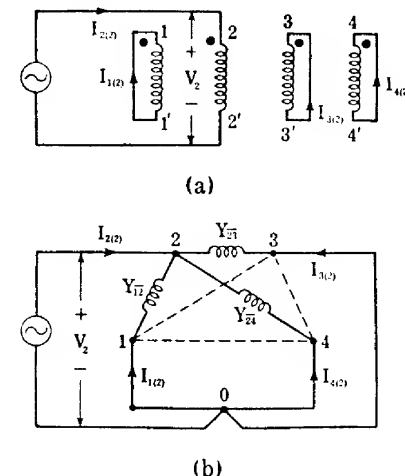 I2(2)
1
2
3
4
+
I1(2)
V2
I3(2)
I4(2
−
1'
2'
3'
4'
(a)
I2(2)
2
Y23
3
I3(2)
+
Y12
Y24
V2
1
4
−
I1(2)
I4(2)
0
(b)